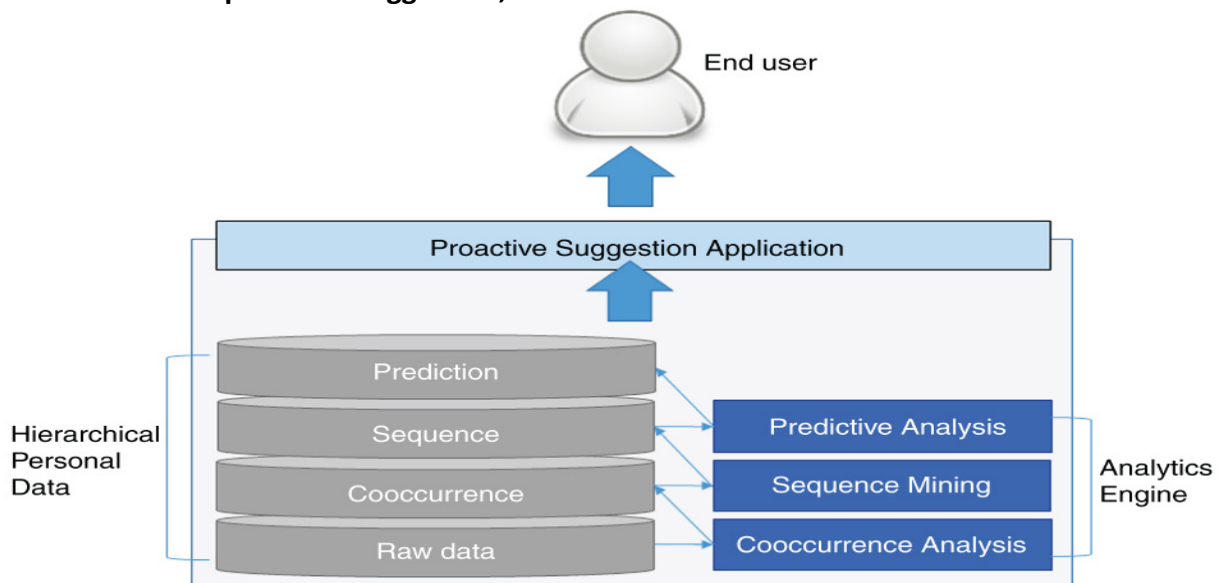 End user
Proactive Suggestion Application
Prediction
Sequence
Cooccurrence
Raw data
Hierarchical
Personal
Data
Predictive Analysis
Sequence Mining
Cooccurrence Analysis
Analytics
Engine